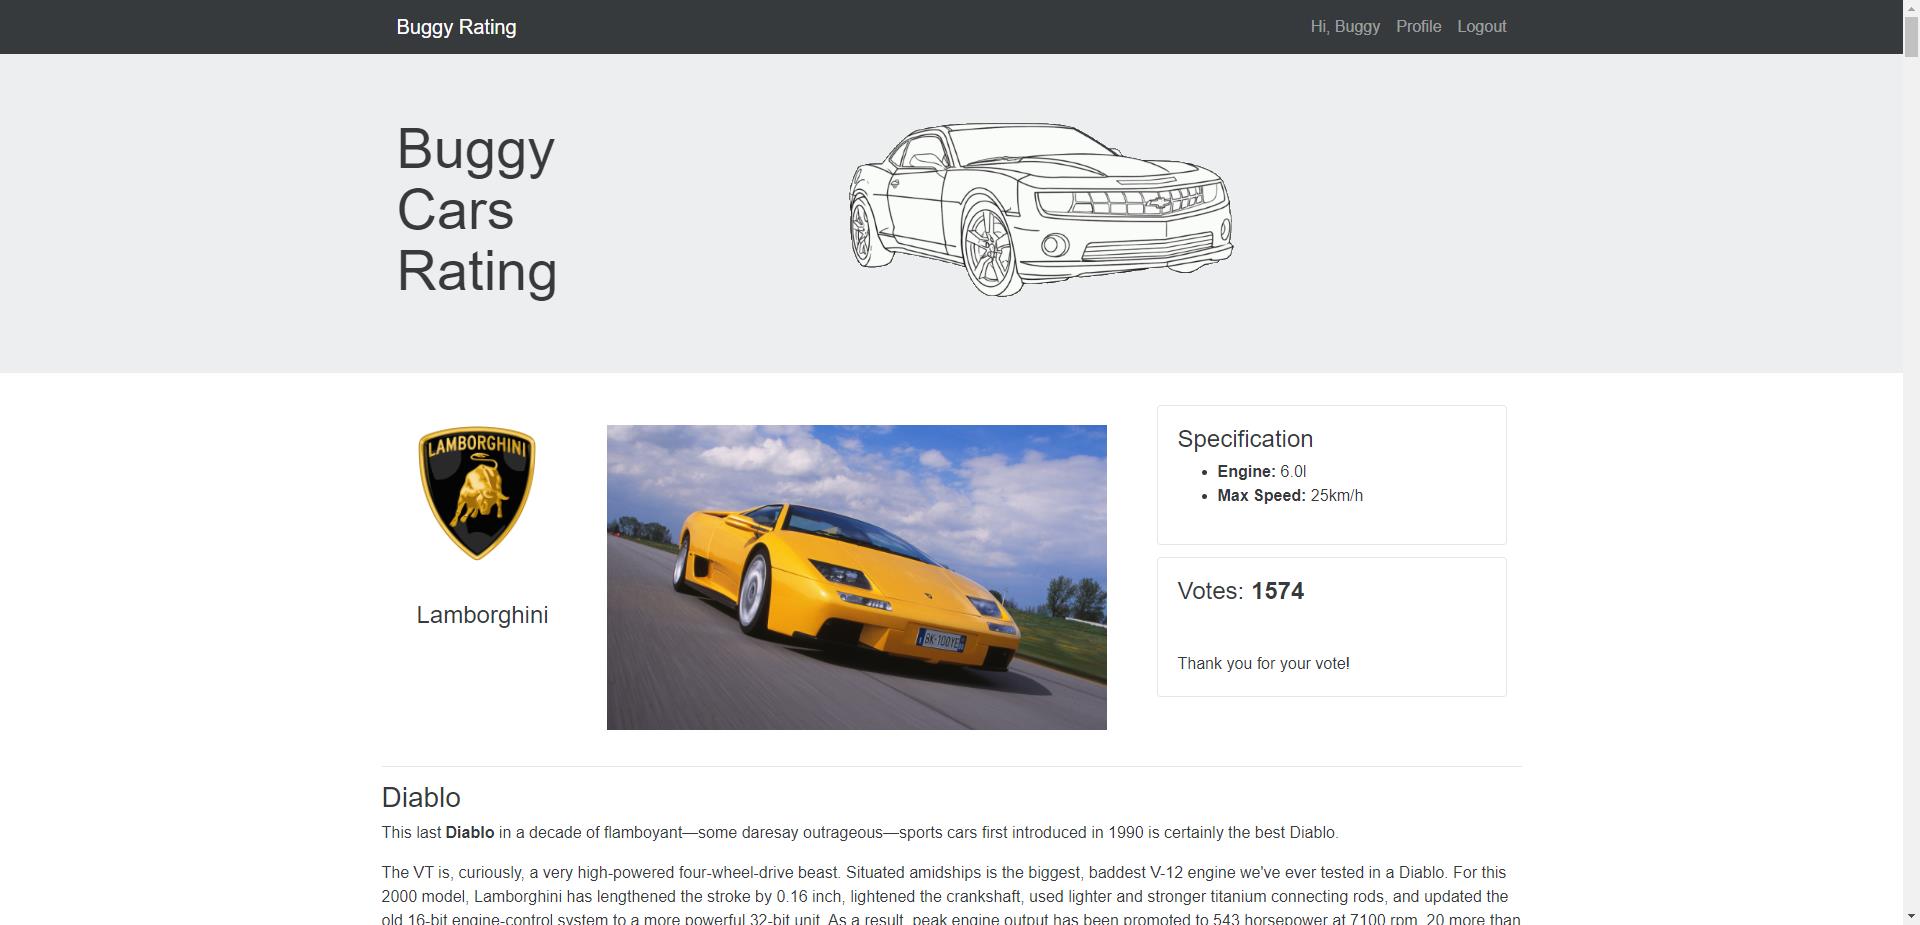 Buggy Rating
Hi, Buggy Profile Logout
Buggy
Cars
Rating
LAMBORGHINI
Lamborghini
BK·100YE
Specification
Engine: 6.0l
Max Speed: 25km/h
Votes: 1574
Thank you for your vote!
Diablo
This last Diablo in a decade of flamboyant—some daresay outrageous—sports cars first introduced in 1990 is certainly the best Diablo.
The VT is, curiously, a very high-powered four-wheel-drive beast. Situated amidships is the biggest, baddest V-12 engine we've ever tested in a Diablo. For this
2000 model, Lamborghini has lengthened the stroke by 0.16 inch, lightened the crankshaft, used lighter and stronger titanium connecting rods, and updated the
old 16-bit engine-control system to a more powerful 32-bit unit. As a result, peak engine output has been promoted to 543 horsepower at 7100 rpm, 20 more than